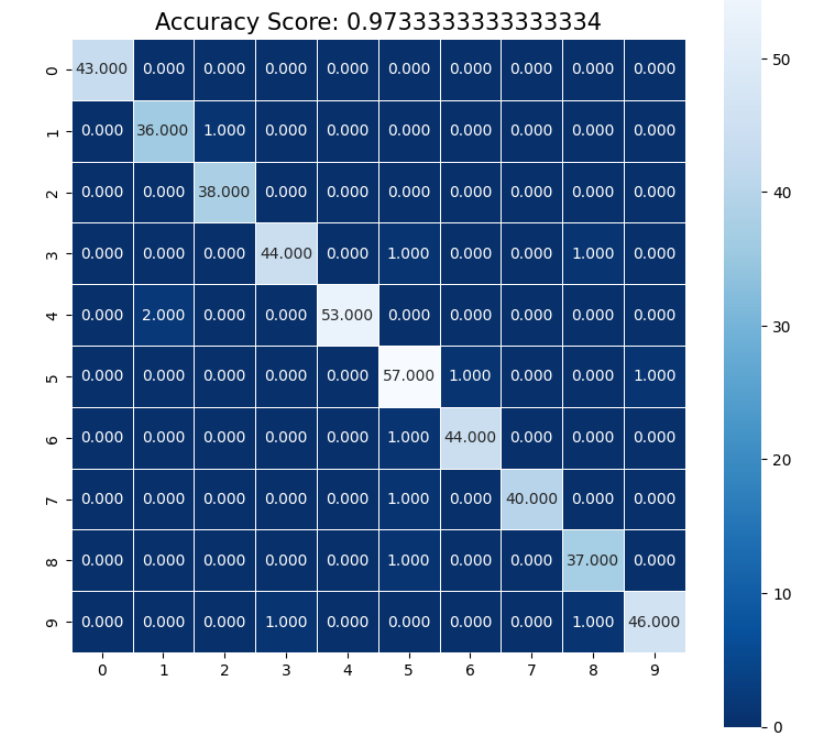 Accuracy Score: 0.9733333333333334
0 43.000 0.000 0.000 0.000 0.000 0.000 0.000 0.000 0.000 0.000
1 0.000 36.000 1.000 0.000 0.000 0.000 0.000 0.000 0.000 0.000
2 0.000 0.000 38.000 0.000 0.000 0.000 0.000 0.000 0.000 0.000
3 0.000 0.000 0.000 44.000 0.000 1.000 0.000 0.000 1.000 0.000
4 0.000 2.000 0.000 0.000 53.000 0.000 0.000 0.000 0.000 0.000
5 0.000 0.000 0.000 0.000 0.000 57.000 1.000 0.000 0.000 1.000
6 0.000 0.000 0.000 0.000 0.000 1.000 44.000 0.000 0.000 0.000
7 0.000 0.000 0.000 0.000 0.000 1.000 0.000 40.000 0.000 0.000
8 0.000 0.000 0.000 0.000 0.000 1.000 0.000 0.000 37.000 0.000
9 0.000 0.000 0.000 1.000 0.000 0.000 0.000 0.000 1.000 46.000
0 1 2 3 4 5 6 7 8 9
50
40
30
20
10
0